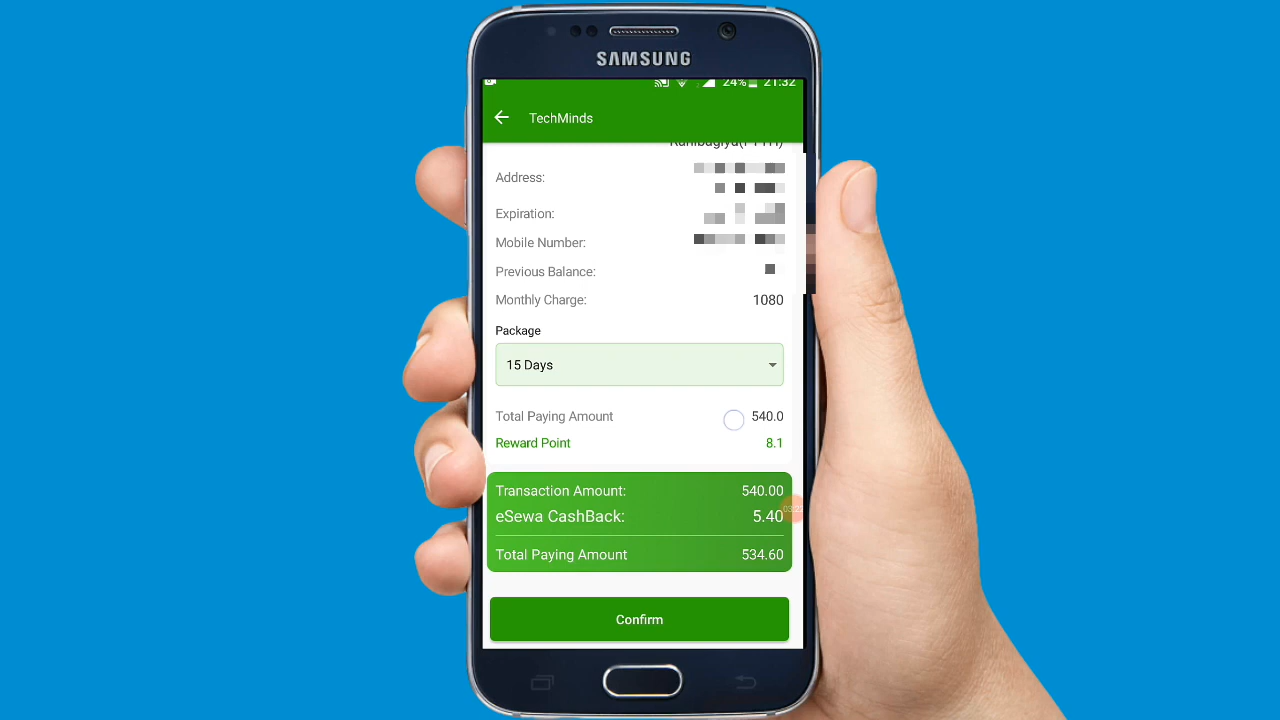 SAMSUNG
24% 21:32
TechMinds
Address:
Expiration:
Mobile Number:
Previous Balance:
Monthly Charge: 1080
Package
15 Days
Total Paying Amount 540.0
Reward Point 8.1
Transaction Amount: 540.00
eSewa CashBack: 5.40
03:22
Total Paying Amount 534.60
Confirm